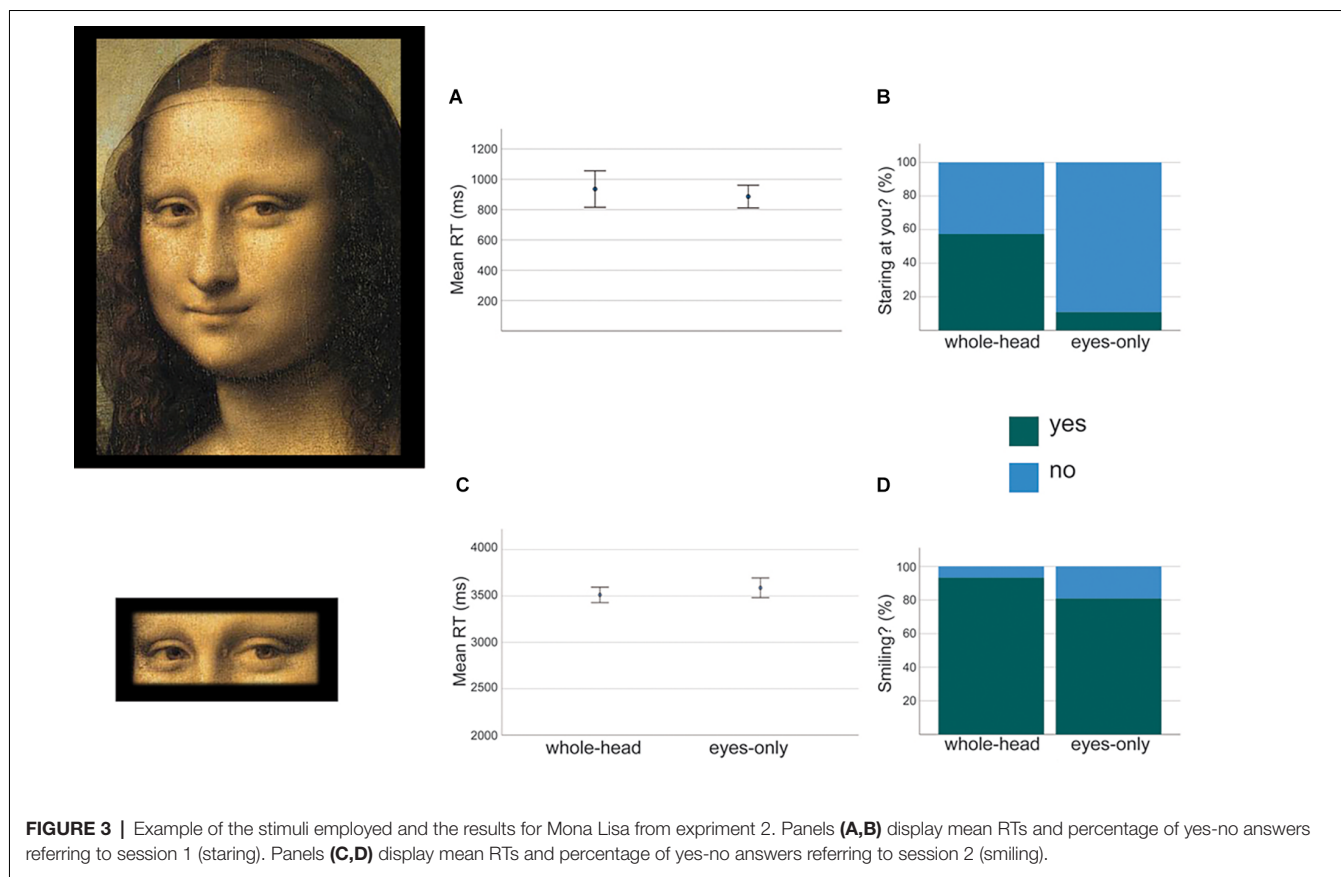 A
1200
1000
800
600
400
200
Mean RT (ms)
B
100
80
60
40
20
Staring at you? (%)
whole-head eyes-only
yes
no
C
4000
3500
3000
2500
2000
Mean RT (ms)
whole-head eyes-only
D
100
80
60
40
20
Smiling? (%)
whole-head eyes-only
FIGURE 3 | Example of the stimuli employed and the results for Mona Lisa from expriment 2. Panels (A,B) display mean RTs and percentage of yes-no answers
referring to session 1 (staring). Panels (C,D) display mean RTs and percentage of yes-no answers referring to session 2 (smiling).